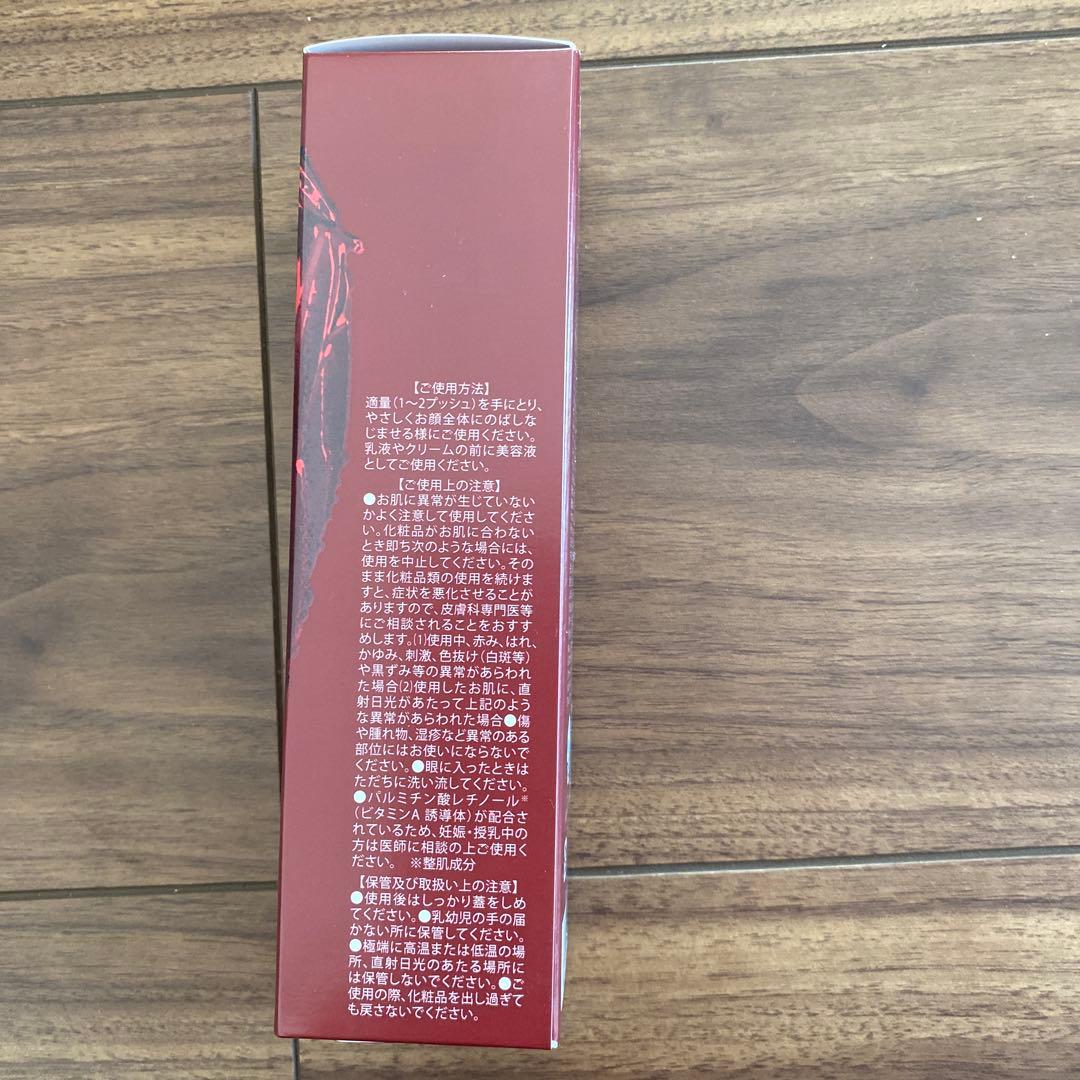 【ご使用方法】
適量(1〜2プッシュ)を手にとり、
やさしくお顔全体にのばしな
じませる様にご使用ください。
乳液やクリームの前に美容液
としてご使用ください。
【ご使用上の注意】
●お肌に異常が生じていない
かよく注意して使用してくださ
い。化粧品がお肌に合わない
とき即ち次のような場合には、
使用を中止してください。その
まま化粧品類の使用を続けま
すと、症状を悪化させることが
ありますので、皮膚科専門医等
にご相談されることをおすす
めします。(1)使用中、赤み、はれ、
かゆみ、刺激、色抜け(白斑等)
や黒ずみ等の異常があらわれ
た場合(2)使用したお肌に、直
射日光があたって上記のよう
な異常があらわれた場合●傷
や腫れ物、湿疹など異常のある
部位にはお使いにならないで
ください。●眼に入ったときは
ただちに洗い流してください。
●パルミチン酸レチノール※
(ビタミンA 誘導体)が配合さ
れているため、妊娠・授乳中の
方は医師に相談の上ご使用く
ださい。 ※整肌成分
【保管及び取扱い上の注意】
●使用後はしっかり蓋をしめ
てください。●乳幼児の手の届
かない所に保管してください。
●極端に高温または低温の場
所、直射日光のあたる場所に
は保管しないでください。●ご
使用の際、化粧品を出し過ぎて
も戻さないでください。